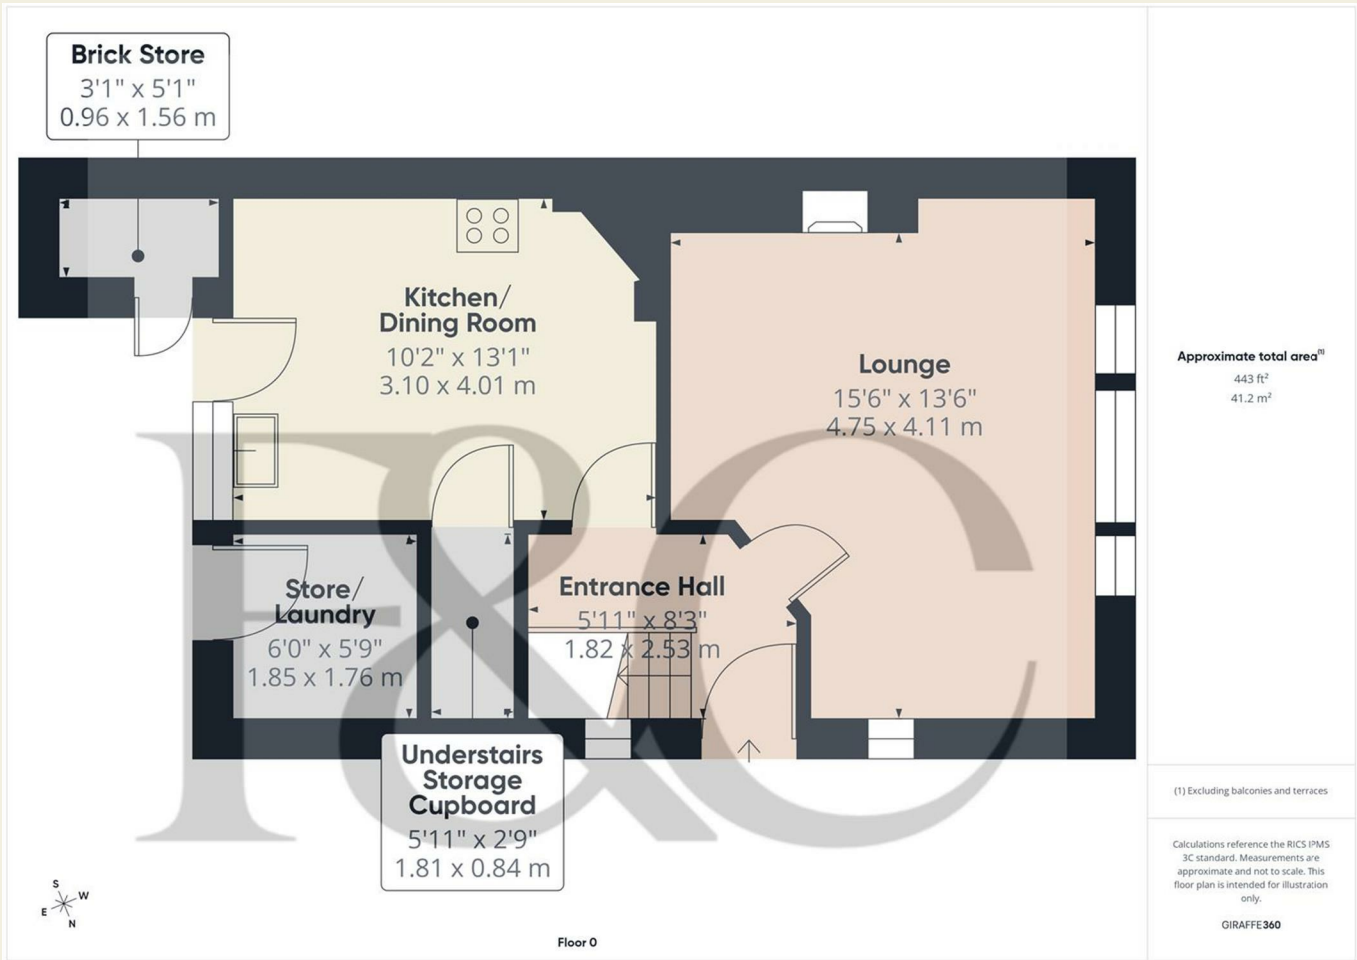 Brick Store
3'1" x 5'1"
0.96 x 1.56 m
Kitchen/
Dining Room
10'2" x 13'1"
3.10 x 4.01 m
Lounge
15'6" x 13'6"
4.75 x 4.11 m
Store/
Laundry
6'0" x 5'9"
1.85 x 1.76 m
Entrance Hall
5'11" x 8'3"
1.82 x 2.53 m
Understairs
Storage
Cupboard
5'11" x 2'9"
1.81 x 0.84 m
F&C
S
W
E
N
Floor 0
Approximate total area(1)
443 ft²
41.2 m²
(1) Excluding balconies and terraces
Calculations reference the RICS IPMS
3C standard. Measurements are
approximate and not to scale. This
floor plan is intended for illustration
only.
GIRAFFE360